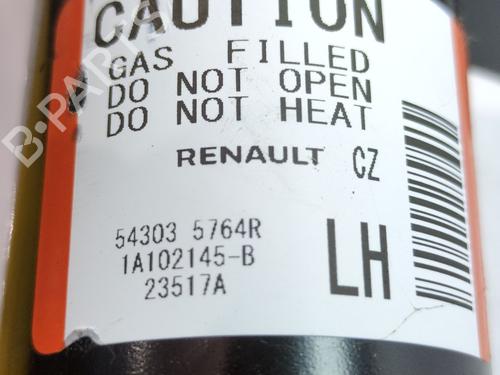 CAUTION
GAS FILLED
DO NOT OPEN
DO NOT HEAT
RENAULT CZ
54303 5764R
1A102145-B
23517A
LH
B-PARTS